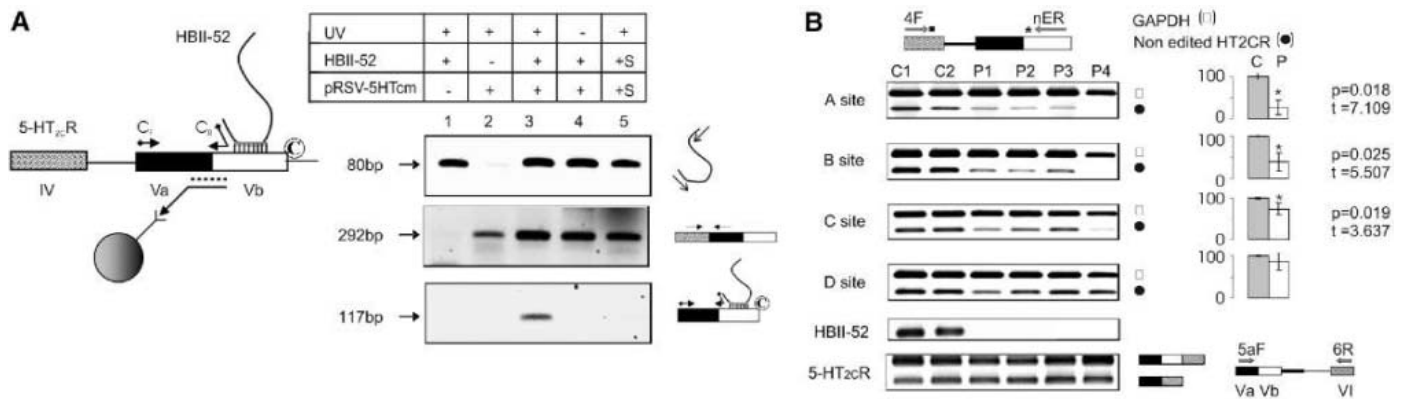 A
HBII-52
5-HT2CR
CF
CR
C
IV
Va
Vb
UV + + + - +
HBII-52 + - + + +S
pRSV-5HTcm - + + + +S
1 2 3 4 5
80bp
292bp
117bp
C
B
4F
nER
*
GAPDH (□)
Non edited HT2CR (●)
C1 C2 P1 P2 P3 P4
C P
A site
100
0
*
p=0.018
t=7.109
B site
100
0
*
p=0.025
t=5.507
C site
100
0
*
p=0.019
t=3.637
D site
100
0
HBII-52
5-HT2CR
5aF
6R
Va Vb
VI